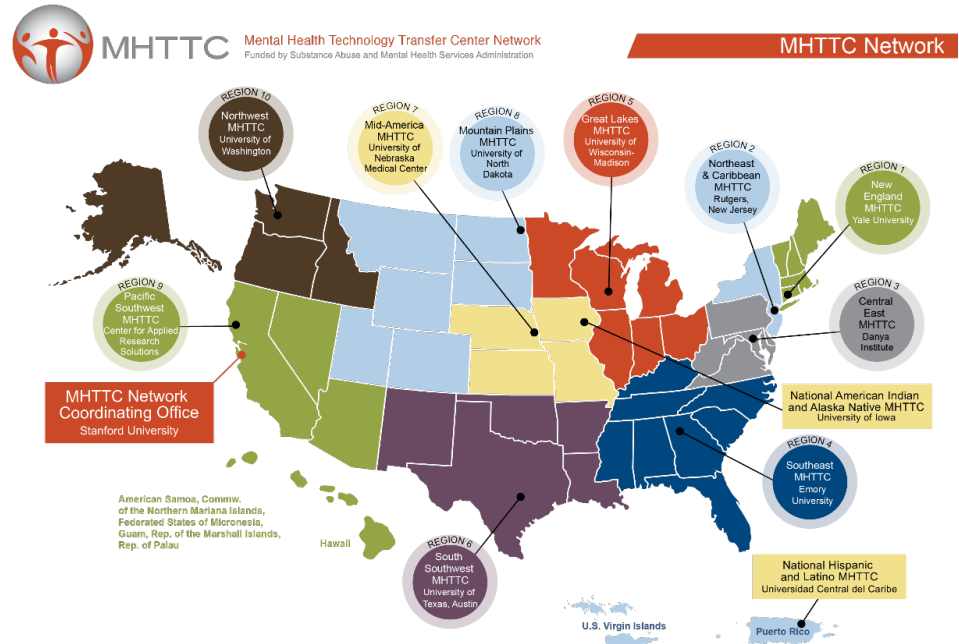 MHTTC
Mental Health Technology Transfer Center Network
Funded by Substance Abuse and Mental Health Services Administration
MHTTC Network
REGION 10
Northwest
MHTTC
University of
Washington
REGION 7
Mid-America
MHTTC
University of
Nebraska
Medical Center
REGION 8
Mountain Plains
MHTTC
University of
North
Dakota
REGION 5
Great Lakes
MHTTC
University of
Wisconsin-
Madison
REGION 2
Northeast
& Caribbean
MHTTC
Rutgers,
New Jersey
REGION 1
New
England
MHTTC
Yale University
REGION 9
Pacific
Southwest
MHTTC
Center for Applied
Research
Solutions
REGION 3
Central
East
MHTTC
Danya
Institute
MHTTC Network
Coordinating Office
Stanford University
National American Indian
and Alaska Native MHTTC
University of Iowa
REGION 4
Southeast
MHTTC
Emory
University
American Samoa, Commw.
of the Northern Mariana Islands,
Federated States of Micronesia,
Guam, Rep. of the Marshall Islands,
Rep. of Palau
Hawaii
REGION 6
South
Southwest
MHTTC
University of
Texas, Austin
National Hispanic
and Latino MHTTC
Universidad Central del Caribe
U.S. Virgin Islands
Puerto Rico